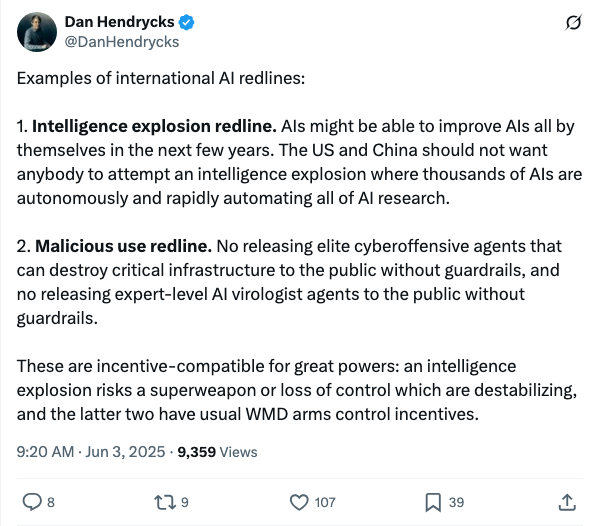 Dan Hendrycks
@DanHendrycks
Examples of international AI redlines:
1. Intelligence explosion redline. AIs might be able to improve AIs all by
themselves in the next few years. The US and China should not want
anybody to attempt an intelligence explosion where thousands of AIs are
autonomously and rapidly automating all of AI research.
2. Malicious use redline. No releasing elite cyberoffensive agents that
can destroy critical infrastructure to the public without guardrails, and
no releasing expert-level AI virologist agents to the public without
guardrails.
These are incentive-compatible for great powers: an intelligence
explosion risks a superweapon or loss of control which are destabilizing,
and the latter two have usual WMD arms control incentives.
9:20 AM · Jun 3, 2025 · 9,359 Views
8 9 107 39